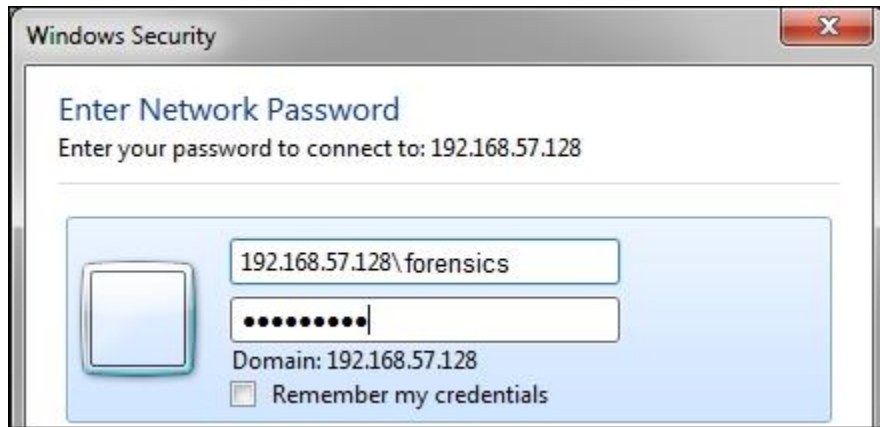 Windows Security
Enter Network Password
Enter your password to connect to: 192.168.57.128
192.168.57.128\forensics
●●●●●●●●●
Domain: 192.168.57.128
Remember my credentials